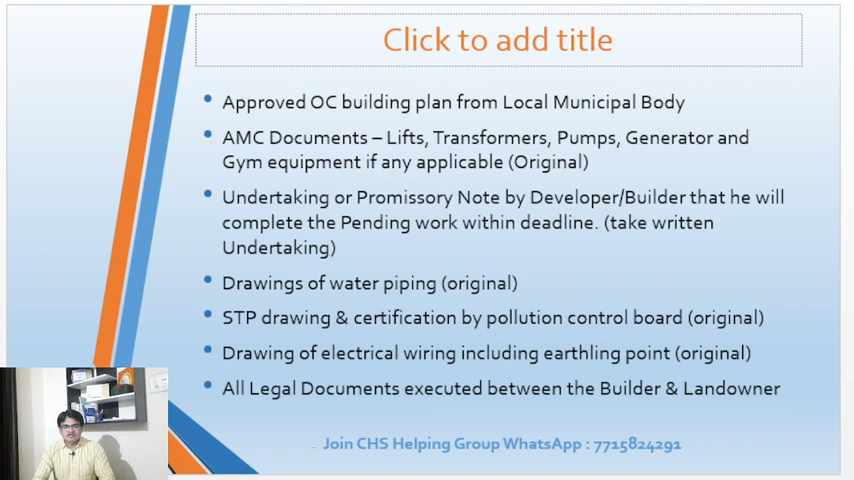 Click to add title
Approved OC building plan from Local Municipal Body
AMC Documents – Lifts, Transformers, Pumps, Generator and
Gym equipment if any applicable (Original)
Undertaking or Promissory Note by Developer/Builder that he will
complete the Pending work within deadline. (take written
Undertaking)
Drawings of water piping (original)
STP drawing & certification by pollution control board (original)
Drawing of electrical wiring including earthling point (original)
All Legal Documents executed between the Builder & Landowner
Join CHS Helping Group WhatsApp : 7715824291